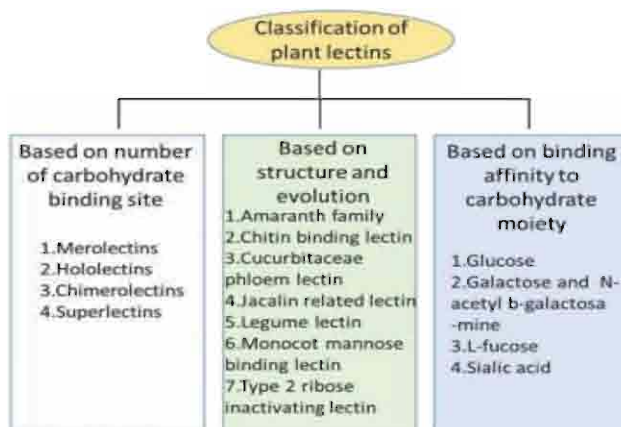 Classification of
plant lectins
Based on number
of carbohydrate
binding site
1.Merolectins
2.Hololectins
3.Chimerolectins
4.Superlectins
Based on
structure and
evolution
1.Amaranth family
2.Chitin binding lectin
3.Cucurbitaceae
phloem lectin
4.Jacalin related lectin
5.Legume lectin
6.Monocot mannose
binding lectin
7.Type 2 ribose
inactivating lectin
Based on binding
affinity to
carbohydrate
moiety
1.Glucose
2.Galactose and N-
acetyl b-galactosa
-mine
3.L-fucose
4.Sialic acid